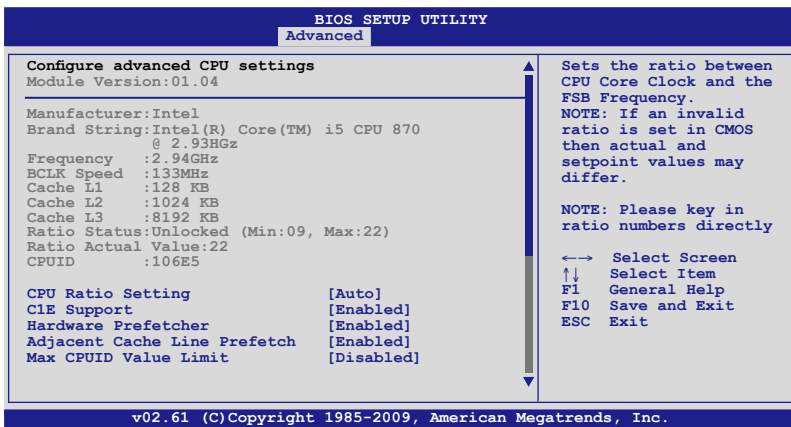 BIOS SETUP UTILITY
Advanced
Configure advanced CPU settings
Module Version:01.04
Manufacturer:Intel
Brand String:Intel(R) Core(TM) i5 CPU 870
@ 2.93HGz
Frequency :2.94GHz
BCLK Speed :133MHz
Cache L1 :128 KB
Cache L2 :1024 KB
Cache L3 :8192 KB
Ratio Status:Unlocked (Min:09, Max:22)
Ratio Actual Value:22
CPUID :106E5
CPU Ratio Setting [Auto]
C1E Support [Enabled]
Hardware Prefetcher [Enabled]
Adjacent Cache Line Prefetch [Enabled]
Max CPUID Value Limit [Disabled]
Sets the ratio between
CPU Core Clock and the
FSB Frequency.
NOTE: If an invalid
ratio is set in CMOS
then actual and
setpoint values may
differ.
NOTE: Please key in
ratio numbers directly
←→ Select Screen
↑↓ Select Item
F1 General Help
F10 Save and Exit
ESC Exit
v02.61 (C)Copyright 1985-2009, American Megatrends, Inc.